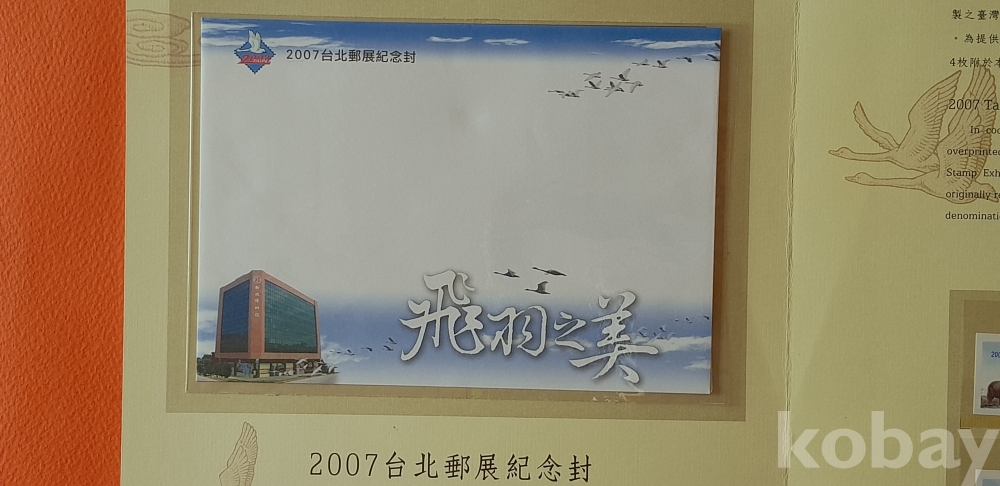 2007台北郵展紀念封
飛羽之美
2007台北郵展紀念封
製之臺灣
・為提供
4枚附於本
2007 Ta
In coo
overprinted
Stamp Exh
originally re
denominati
kobay